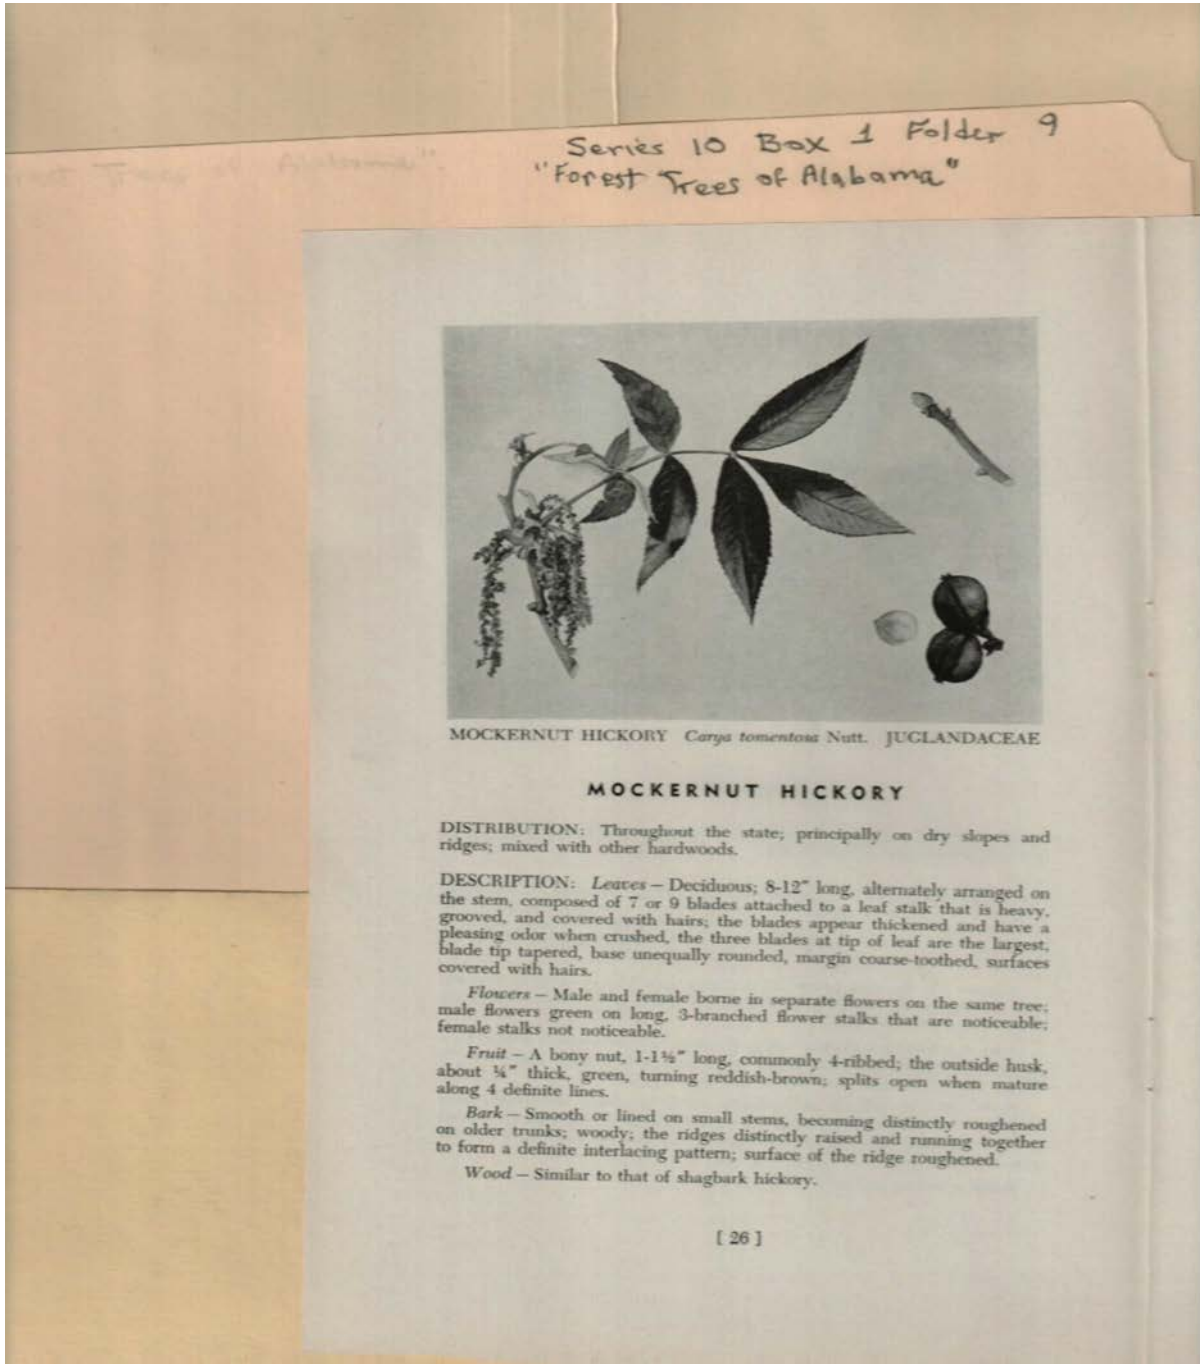 Series 10 Box 1 Folder 9
"Forest Trees of Alabama"
Trees of Alabama".
MOCKERNUT HICKORY Carya tomentosa Nutt. JUGLANDACEAE
MOCKERNUT HICKORY
DISTRIBUTION: Throughout the state; principally on dry slopes and
ridges; mixed with other hardwoods.
DESCRIPTION: Leaves – Deciduous; 8-12" long, alternately arranged on
the stem, composed of 7 or 9 blades attached to a leaf stalk that is heavy,
grooved, and covered with hairs; the blades appear thickened and have a
pleasing odor when crushed, the three blades at tip of leaf are the largest,
blade tip tapered, base unequally rounded, margin coarse-toothed, surfaces
covered with hairs.
Flowers – Male and female borne in separate flowers on the same tree;
male flowers green on long, 3-branched flower stalks that are noticeable;
female stalks not noticeable.
Fruit – A bony nut, 1-1½" long, commonly 4-ribbed; the outside husk,
about ¼" thick, green, turning reddish-brown; splits open when mature
along 4 definite lines.
Bark – Smooth or lined on small stems, becoming distinctly roughened
on older trunks; woody; the ridges distinctly raised and running together
to form a definite interlacing pattern; surface of the ridge roughened.
Wood – Similar to that of shagbark hickory.
[ 26 ]